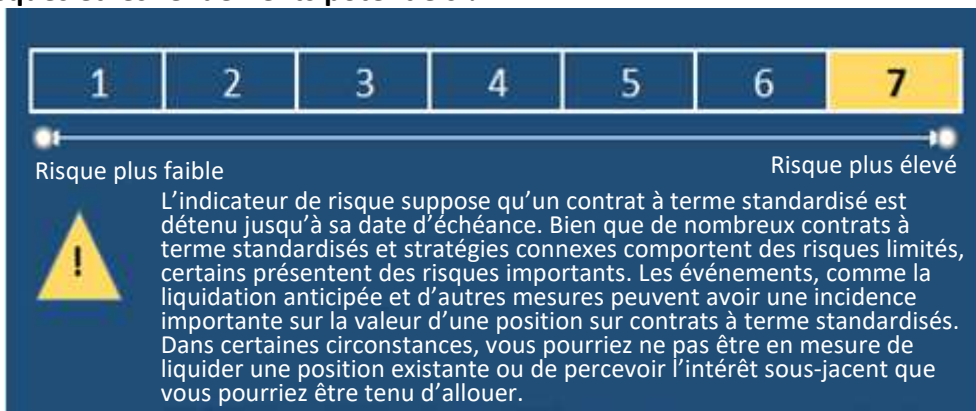 1 2 3 4 5 6 7
Risque plus faible
Risque plus élevé
L’indicateur de risque suppose qu’un contrat à terme standardisé est
détenu jusqu’à sa date d’échéance. Bien que de nombreux contrats à
terme standardisés et stratégies connexes comportent des risques limités,
certains présentent des risques importants. Les événements, comme la
liquidation anticipée et d’autres mesures peuvent avoir une incidence
importante sur la valeur d’une position sur contrats à terme standardisés.
Dans certaines circonstances, vous pourriez ne pas être en mesure de
liquider une position existante ou de percevoir l’intérêt sous-jacent que
vous pourriez être tenu d’allouer.